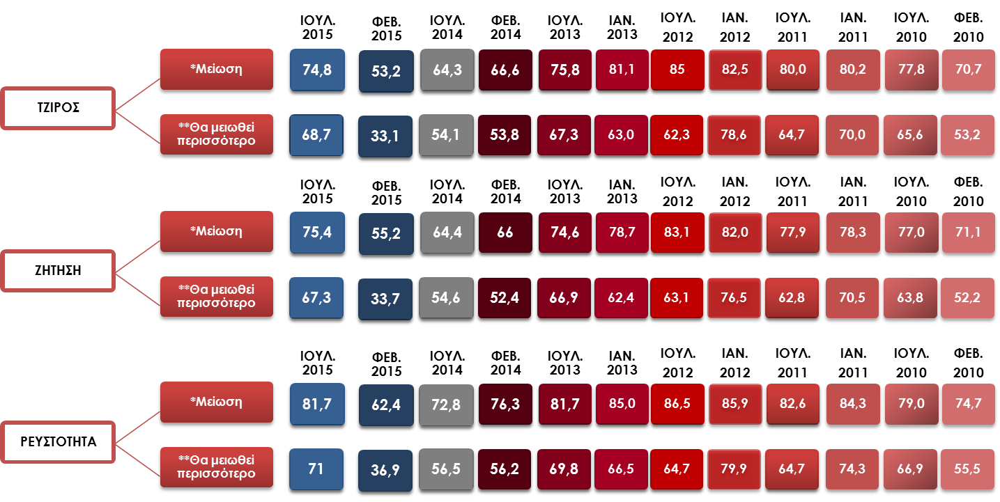 ΙΟΥΛ. ΦΕΒ. ΙΟΥΛ. ΦΕΒ. ΙΟΥΛ. ΙΑΝ. ΙΟΥΛ. ΙΑΝ. ΙΟΥΛ. ΙΑΝ. ΙΟΥΛ. ΦΕΒ.
2015 2015 2014 2014 2013 2013 2012 2012 2011 2011 2010 2010
*Μείωση 74,8 53,2 64,3 66,6 75,8 81,1 85 82,5 80,0 80,2 77,8 70,7
ΤΖΙΡΟΣ
**Θα μειωθεί
περισσότερο
68,7 33,1 54,1 53,8 67,3 63,0 62,3 78,6 64,7 70,0 65,6 53,2
ΙΟΥΛ. ΦΕΒ. ΙΟΥΛ. ΦΕΒ. ΙΟΥΛ. ΙΑΝ. ΙΟΥΛ. ΙΑΝ. ΙΟΥΛ. ΙΑΝ. ΙΟΥΛ. ΦΕΒ.
2015 2015 2014 2014 2013 2013 2012 2012 2011 2011 2010 2010
*Μείωση 75,4 55,2 64,4 66 74,6 78,7 83,1 82,0 77,9 78,3 77,0 71,1
ΖΗΤΗΣΗ
**Θα μειωθεί
περισσότερο
67,3 33,7 54,6 52,4 66,9 62,4 63,1 76,5 62,8 70,5 63,8 52,2
ΙΟΥΛ. ΦΕΒ. ΙΟΥΛ. ΦΕΒ. ΙΟΥΛ. ΙΑΝ. ΙΟΥΛ. ΙΑΝ. ΙΟΥΛ. ΙΑΝ. ΙΟΥΛ. ΦΕΒ.
2015 2015 2014 2014 2013 2013 2012 2012 2011 2011 2010 2010
*Μείωση 81,7 62,4 72,8 76,3 81,7 85,0 86,5 85,9 82,6 84,3 79,0 74,7
ΡΕΥΣΤΟΤΗΤΑ
**Θα μειωθεί
περισσότερο
71 36,9 56,5 56,2 69,8 66,5 64,7 79,9 64,7 74,3 66,9 55,5